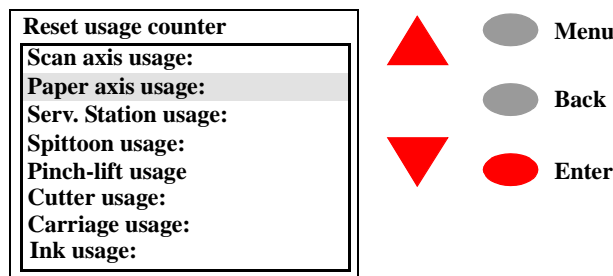 Reset usage counter
Scan axis usage:
Paper axis usage:
Serv. Station usage:
Spittoon usage:
Pinch-lift usage
Cutter usage:
Carriage usage:
Ink usage:
Menu
Back
Enter